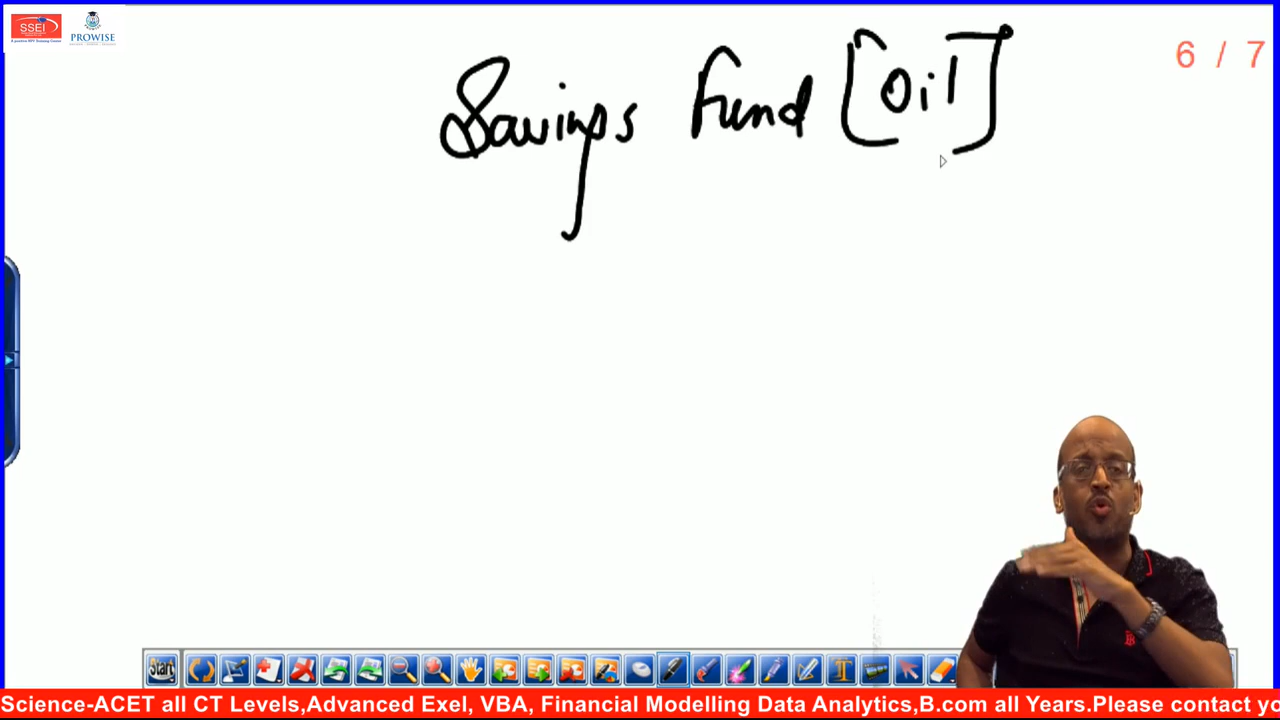 SSEI
PROWISE
6 / 7
Savings Fund [Oil]
Start
T
Science-ACET all CT Levels,Advanced Exel, VBA, Financial Modelling Data Analytics,B.com all Years.Please contact yo